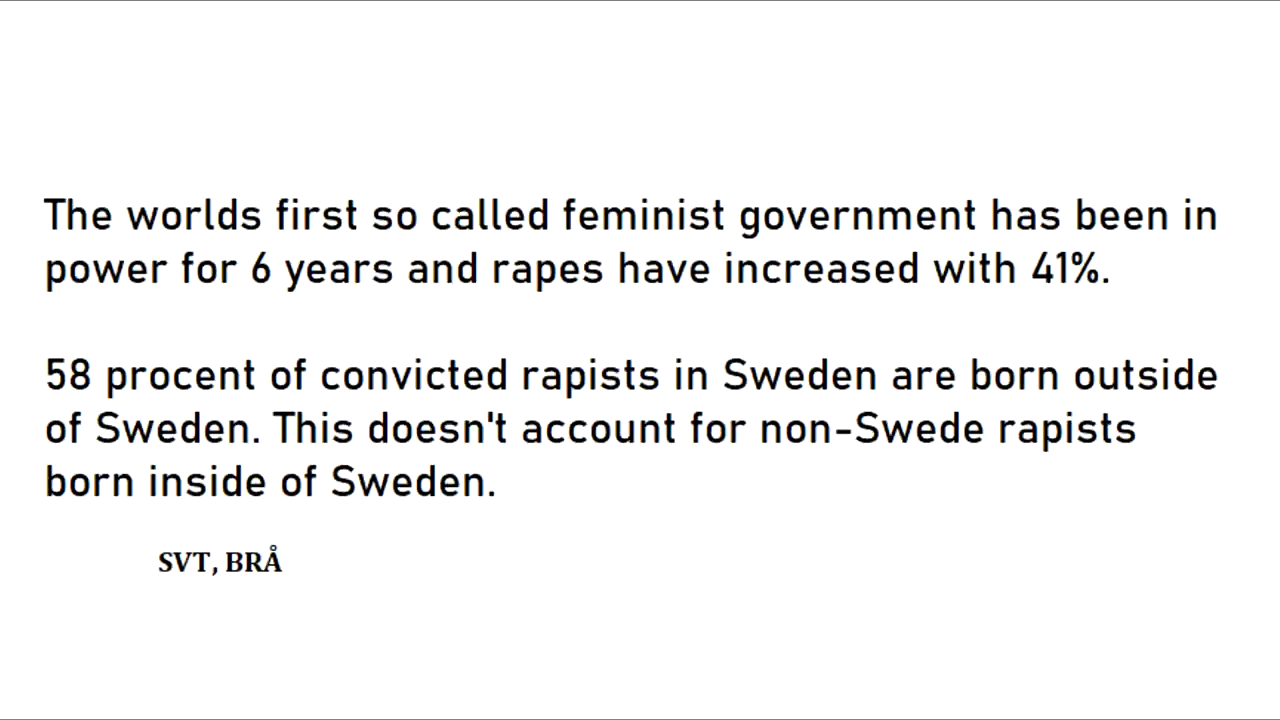 The worlds first so called feminist government has been in
power for 6 years and rapes have increased with 41%.
58 procent of convicted rapists in Sweden are born outside
of Sweden. This doesn't account for non-Swede rapists
born inside of Sweden.
SVT, BRÅ